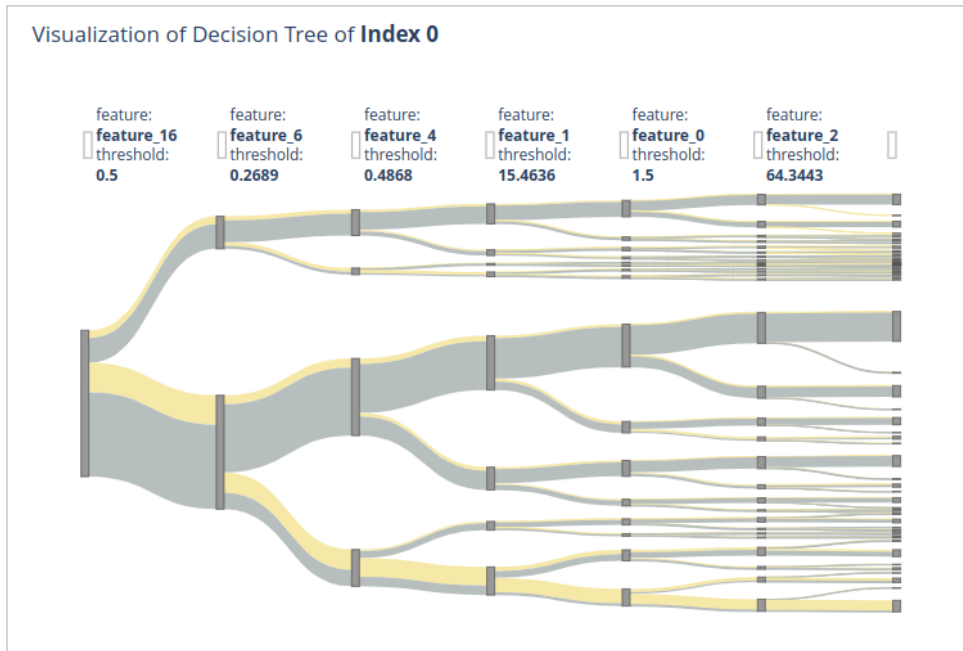 Visualization of Decision Tree of Index 0
feature:
feature_16
threshold:
0.5
feature:
feature_6
threshold:
0.2689
feature:
feature_4
threshold:
0.4868
feature:
feature_1
threshold:
15.4636
feature:
feature_0
threshold:
1.5
feature:
feature_2
threshold:
64.3443